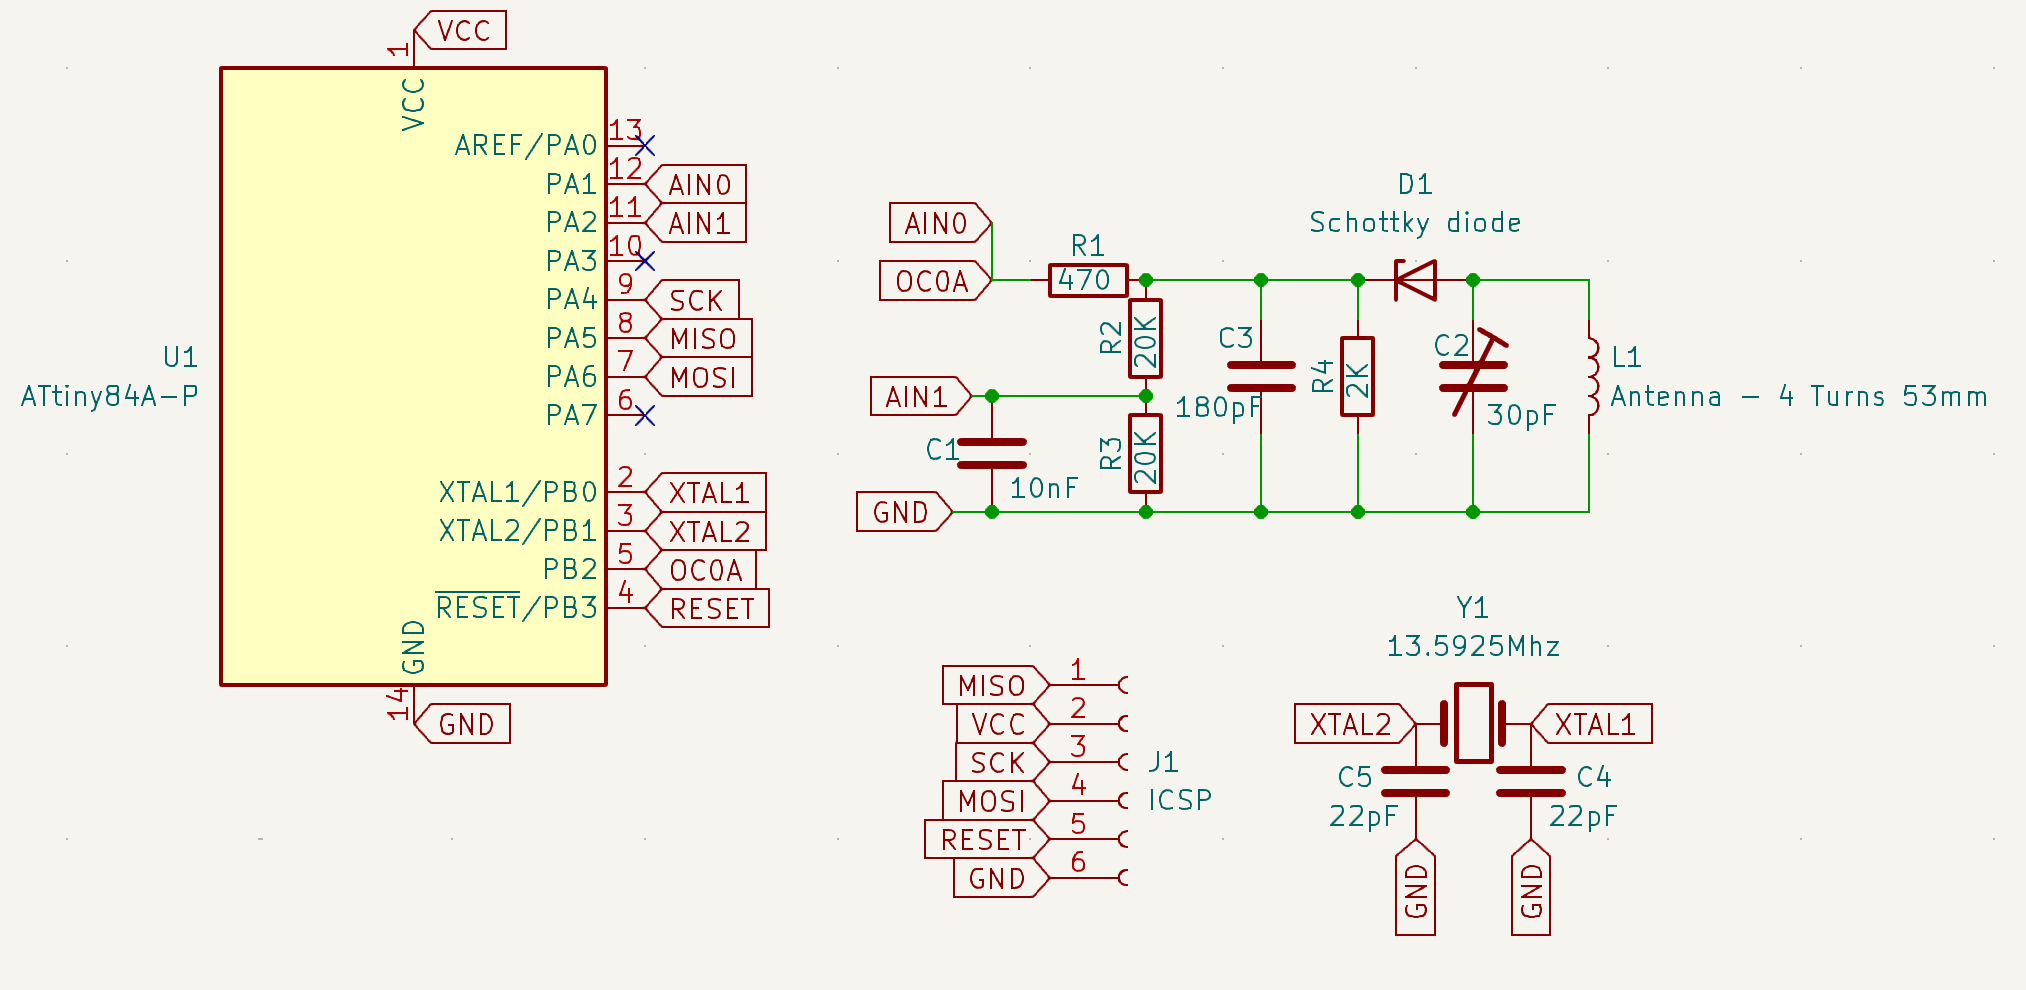 VCC
1
VCC
13
AREF/PA0
12
PA1
AIN0
11
PA2
AIN1
10
PA3
9
PA4
SCK
8
PA5
MISO
7
PA6
MOSI
6
PA7
U1
ATtiny84A-P
2
XTAL1/PB0
XTAL1
3
XTAL2/PB1
XTAL2
5
PB2
OC0A
4
RESET/PB3
RESET
GND
14
GND
AIN0
OC0A
R1
470
D1
Schottky diode
R2
20K
C3
180pF
R4
2K
C2
30pF
L1
Antenna - 4 Turns 53mm
AIN1
C1
10nF
R3
20K
GND
MISO
1
VCC
2
SCK
3
MOSI
4
RESET
5
GND
6
J1
ICSP
Y1
13.5925Mhz
XTAL2
XTAL1
C5
22pF
C4
22pF
GND
GND